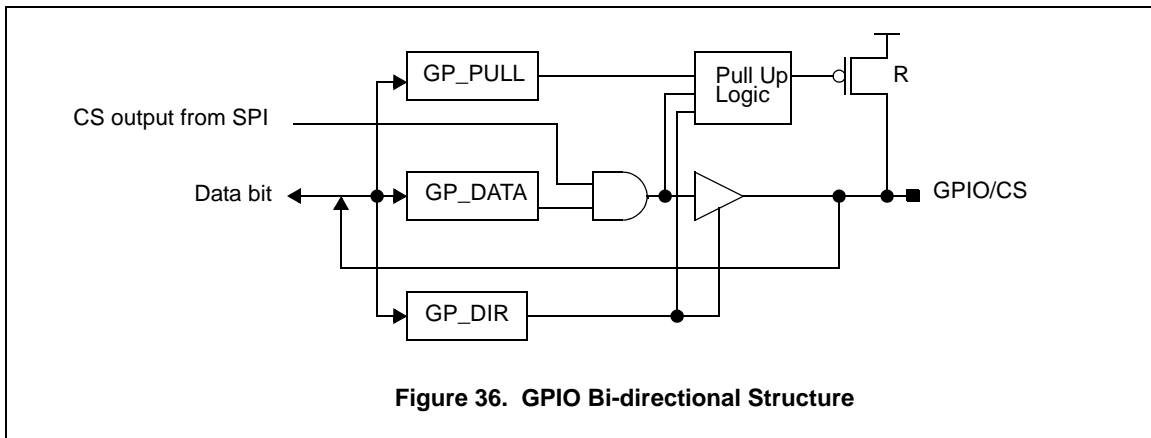 GP_PULL
Pull Up
Logic
R
CS output from SPI
Data bit
GP_DATA
GPIO/CS
GP_DIR
Figure 36. GPIO Bi-directional Structure